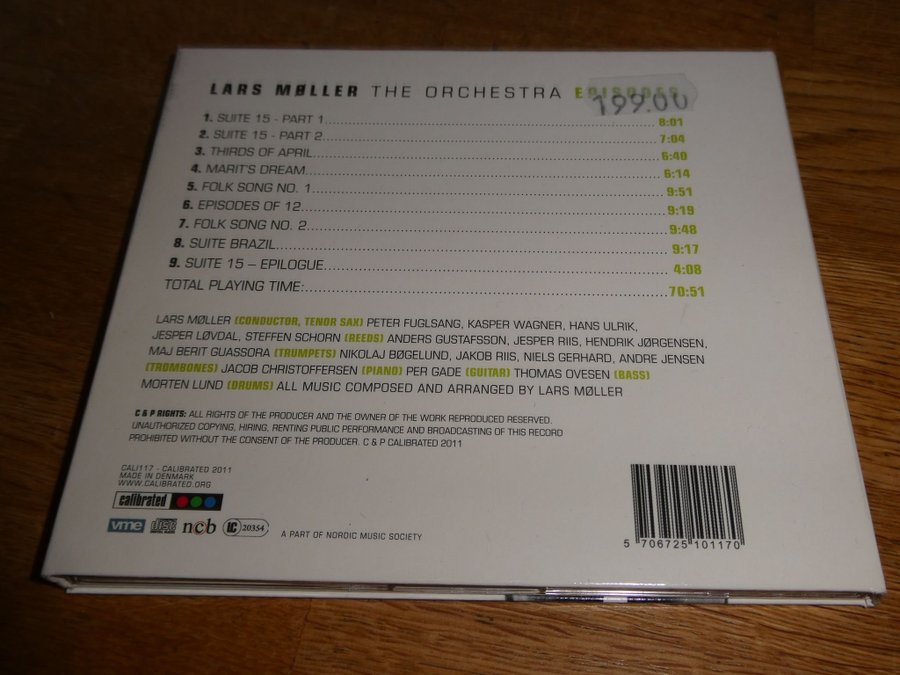 LARS MØLLER THE ORCHESTRA EPISODES
199.00
1. SUITE 15 - PART 1 8:01
2. SUITE 15 - PART 2 7:04
3. THIRDS OF APRIL 6:40
4. MARIT'S DREAM 6:14
5. FOLK SONG NO. 1 9:51
6. EPISODES OF 12 9:19
7. FOLK SONG NO. 2 9:48
8. SUITE BRAZIL 9:17
9. SUITE 15 – EPILOGUE 4:08
TOTAL PLAYING TIME: 70:51
LARS MØLLER (CONDUCTOR, TENOR SAX) PETER FUGLSANG, KASPER WAGNER, HANS ULRIK,
JESPER LØVDAL, STEFFEN SCHORN (REEDS) ANDERS GUSTAFSSON, JESPER RIIS, HENDRIK JØRGENSEN,
MAJ BERIT GUASSORA (TRUMPETS) NIKOLAJ BØGELUND, JAKOB RIIS, NIELS GERHARD, ANDRE JENSEN
(TROMBONES) JACOB CHRISTOFFERSEN (PIANO) PER GADE (GUITAR) THOMAS OVESEN (BASS)
MORTEN LUND (DRUMS) ALL MUSIC COMPOSED AND ARRANGED BY LARS MØLLER
C & P RIGHTS: ALL RIGHTS OF THE PRODUCER AND THE OWNER OF THE WORK REPRODUCED RESERVED.
UNAUTHORIZED COPYING, HIRING, RENTING PUBLIC PERFORMANCE AND BROADCASTING OF THIS RECORD
PROHIBITED WITHOUT THE CONSENT OF THE PRODUCER. C & P CALIBRATED 2011
CALI117 - CALIBRATED 2011
MADE IN DENMARK
WWW.CALIBRATED.ORG
calibrated
vme disc DIGITAL AUDIO ncb LC 20354
A PART OF NORDIC MUSIC SOCIETY
5 706725 101170